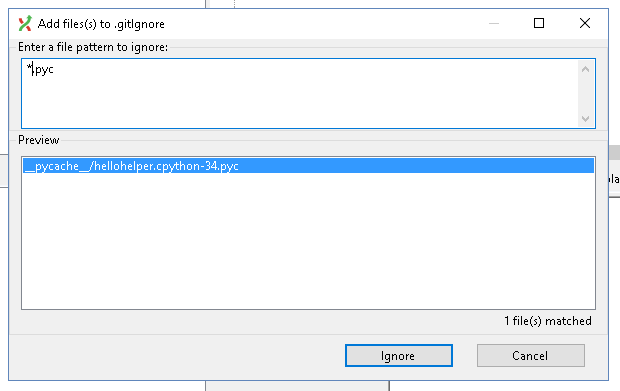 Add files(s) to .gitIgnore
Enter a file pattern to ignore:
*.pyc
Preview
__pycache__/hellohelper.cpython-34.pyc
1 file(s) matched
Ignore
Cancel